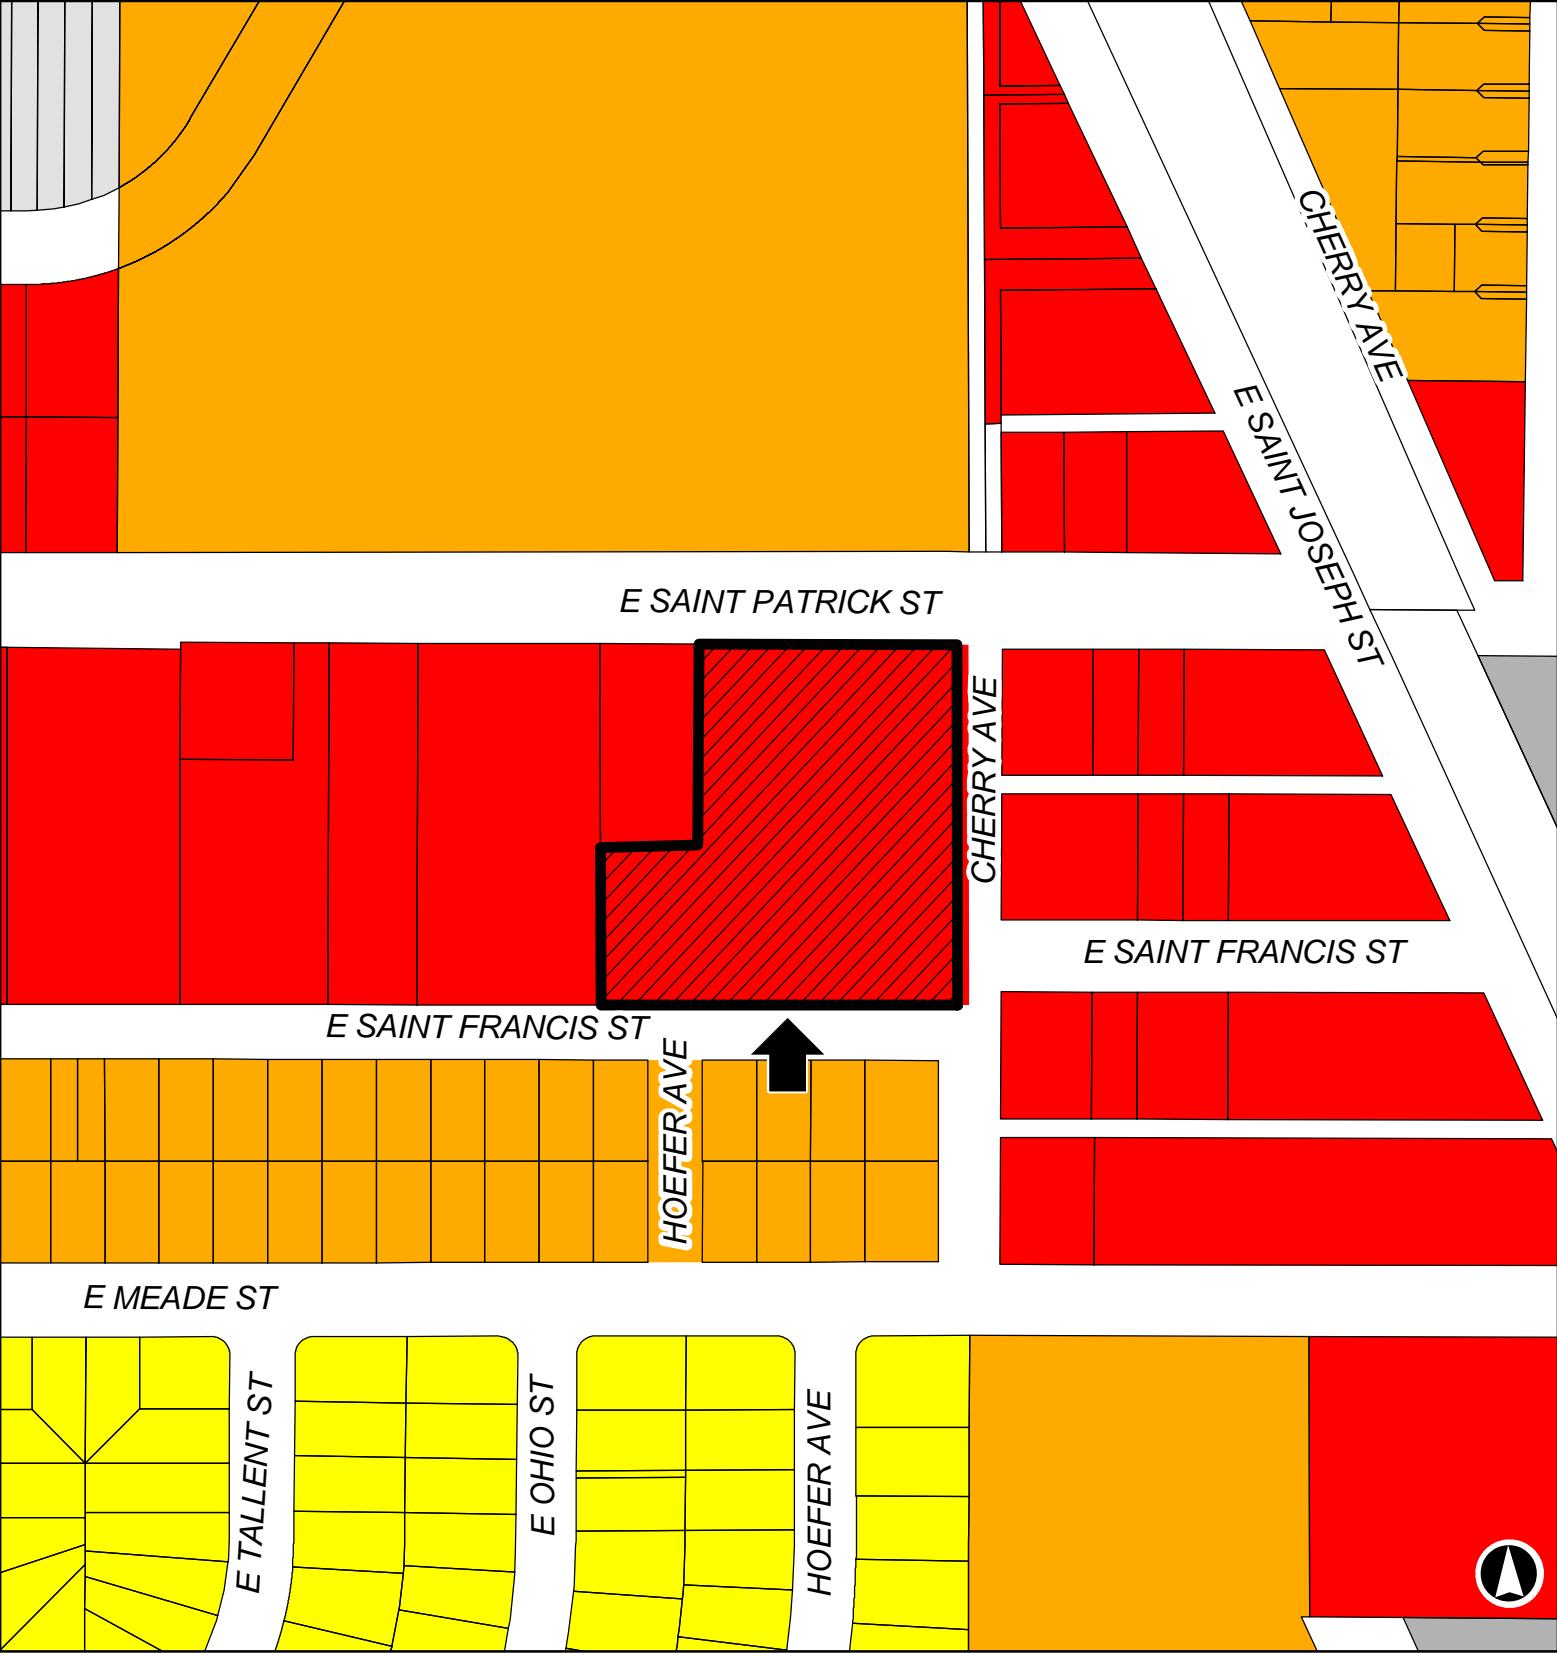 CHERRY AVE
E SAINT JOSEPH ST
E SAINT PATRICK ST
CHERRY AVE
E SAINT FRANCIS ST
E SAINT FRANCIS ST
HOEFER AVE
E MEADE ST
E TALLENT ST
E OHIO ST
HOEFER AVE